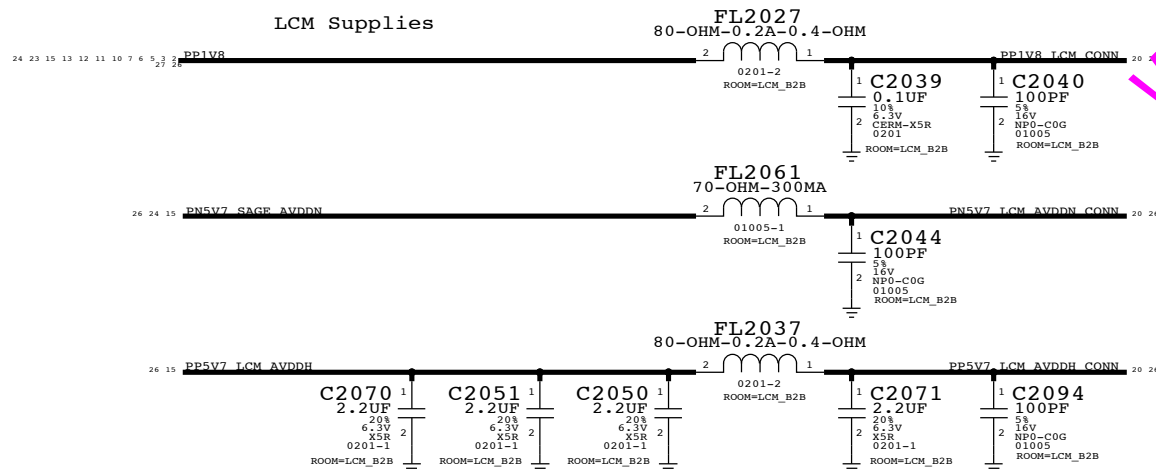 LCM Supplies
FL2027
80-OHM-0.2A-0.4-OHM
24 23 15 13 12 11 10 7 6 5 3 2
27 26
PP1V8
2
1
PP1V8_LCM_CONN
20
0201-2
ROOM=LCM_B2B
1
C2039
0.1UF
10%
6.3V
2
CERM-X5R
0201
ROOM=LCM_B2B
1
C2040
100PF
5%
16V
2
NP0-C0G
01005
ROOM=LCM_B2B
FL2061
70-OHM-300MA
26 24 15
PN5V7_SAGE_AVDDN
2
1
PN5V7_LCM_AVDDN_CONN
20 26
01005-1
ROOM=LCM_B2B
1
C2044
100PF
5%
16V
2
NP0-C0G
01005
ROOM=LCM_B2B
FL2037
80-OHM-0.2A-0.4-OHM
26 15
PP5V7_LCM_AVDDH
2
1
PP5V7_LCM_AVDDH_CONN
20 26
0201-2
ROOM=LCM_B2B
C2070
1
2.2UF
20%
6.3V
X5R
2
0201-1
ROOM=LCM_B2B
C2051
1
2.2UF
20%
6.3V
X5R
2
0201-1
ROOM=LCM_B2B
C2050
1
2.2UF
20%
6.3V
X5R
2
0201-1
ROOM=LCM_B2B
1
C2071
2.2UF
20%
6.3V
2
X5R
0201-1
ROOM=LCM_B2B
1
C2094
100PF
5%
16V
2
NP0-C0G
01005
ROOM=LCM_B2B